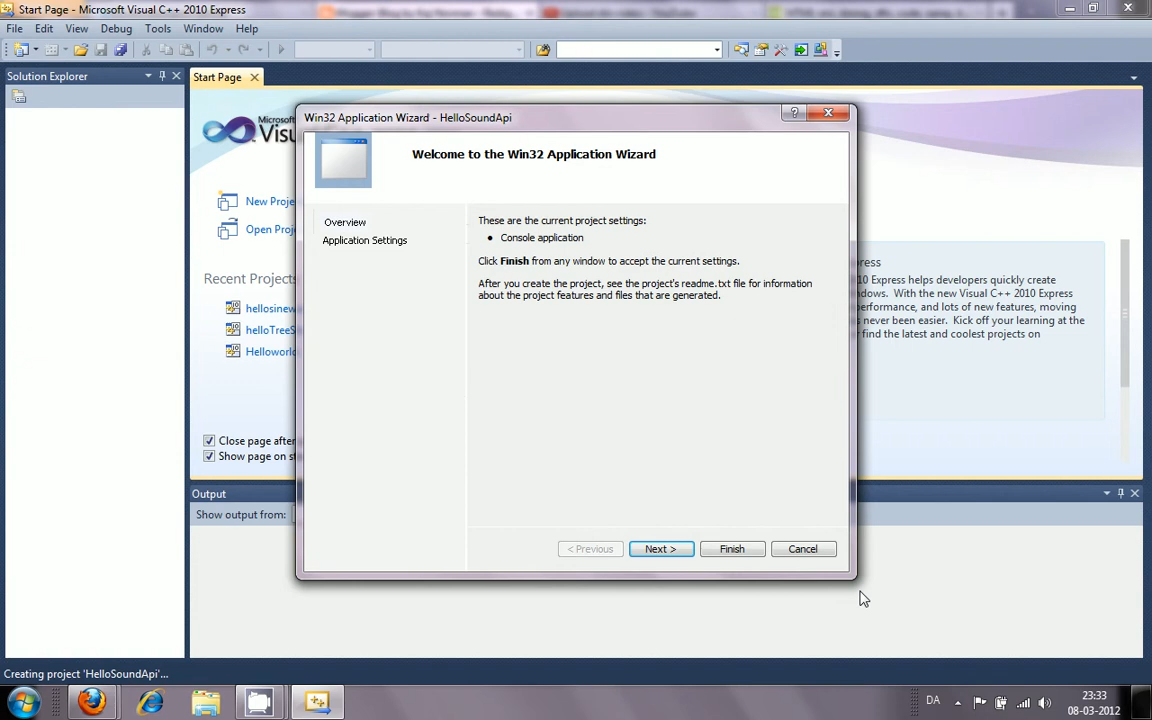 Start Page - Microsoft Visual C++ 2010 Express
File Edit View Debug Tools Window Help
Solution Explorer
Start Page
Microsoft
Win32 Application Wizard - HelloSoundApi
Welcome to the Win32 Application Wizard
Overview
Application Settings
These are the current project settings:
• Console application
Click Finish from any window to accept the current settings.
After you create the project, see the project's readme.txt file for information
about the project features and files that are generated.
< Previous
Next >
Finish
Cancel
New Proje
Open Proj
Recent Projects
hellosinew
helloTreeS
Helloworld
Close page after
Show page on st
xpress
10 Express helps developers quickly create
ndows. With the new Visual C++ 2010 Express
performance, and lots of new features, moving
s never been easier. Kick off your learning at the
find the latest and coolest projects on
Output
Show output from:
Creating project 'HelloSoundApi'...
DA
23:33
08-03-2012